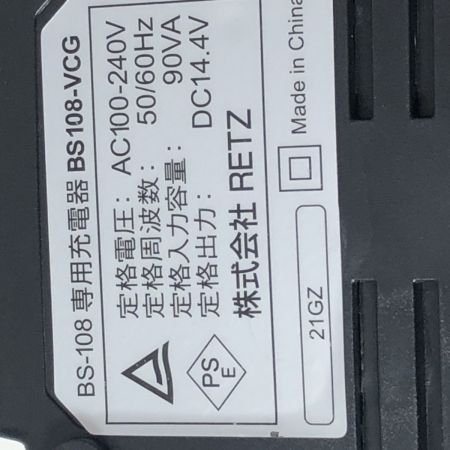 BS-108 専用充電器 BS108-VCG
定格電圧： AC100-240V
定格周波数： 50/60Hz
定格入力容量： 90VA
定格出力： DC14.4V
株式会社 RETZ
PS
E
Made in China
21GZ